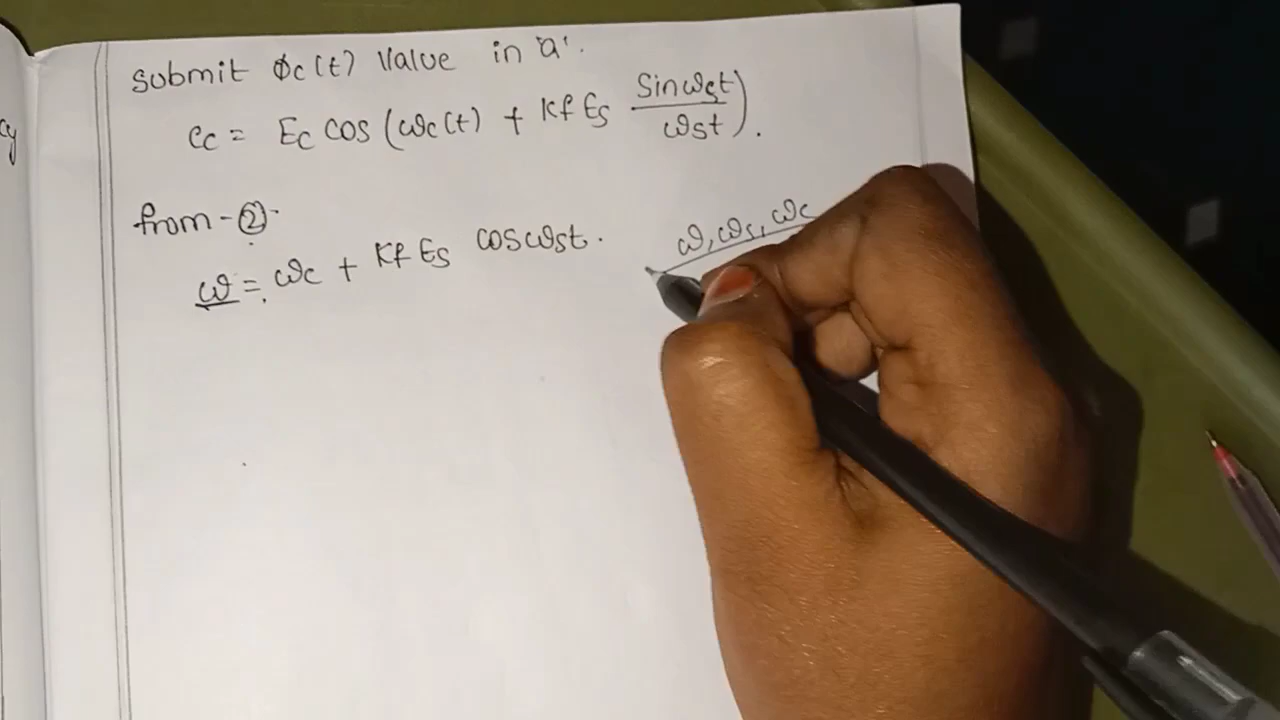 cy
submit ϕc(t) value in 'a'.
ec = Ec cos (ωc(t) + Kf Es Sinωst / ωst).
from - ②
ω = ωc + Kf Es cosωst.
ω, ωs, ωc